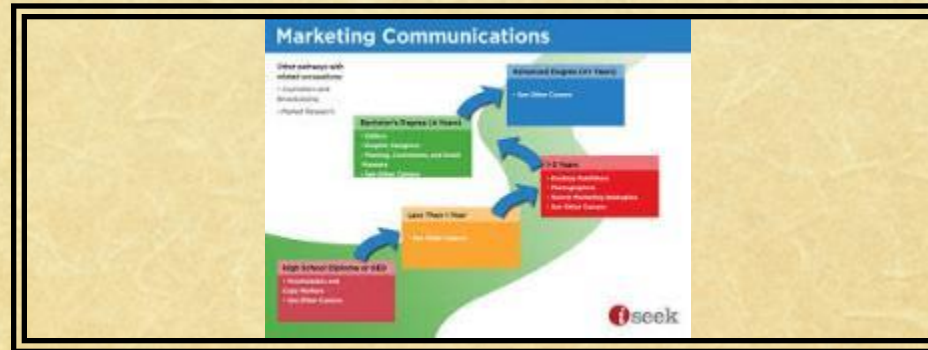 Marketing Communications
Other pathways with
related occupations:
• Journalism and
Broadcasting
• Market Research
Advanced Degree (4+ Years)
• See Other Careers
Bachelor's Degree (4 Years)
• Editors
• Graphic Designers
• Meeting, Convention, and Event
Planners
• See Other Careers
1-2 Years
• Desktop Publishers
• Photographers
• Search Marketing Strategists
• See Other Careers
Less Than 1 Year
• See Other Careers
High School Diploma or GED
• Proofreaders and
Copy Markers
• See Other Careers
iseek